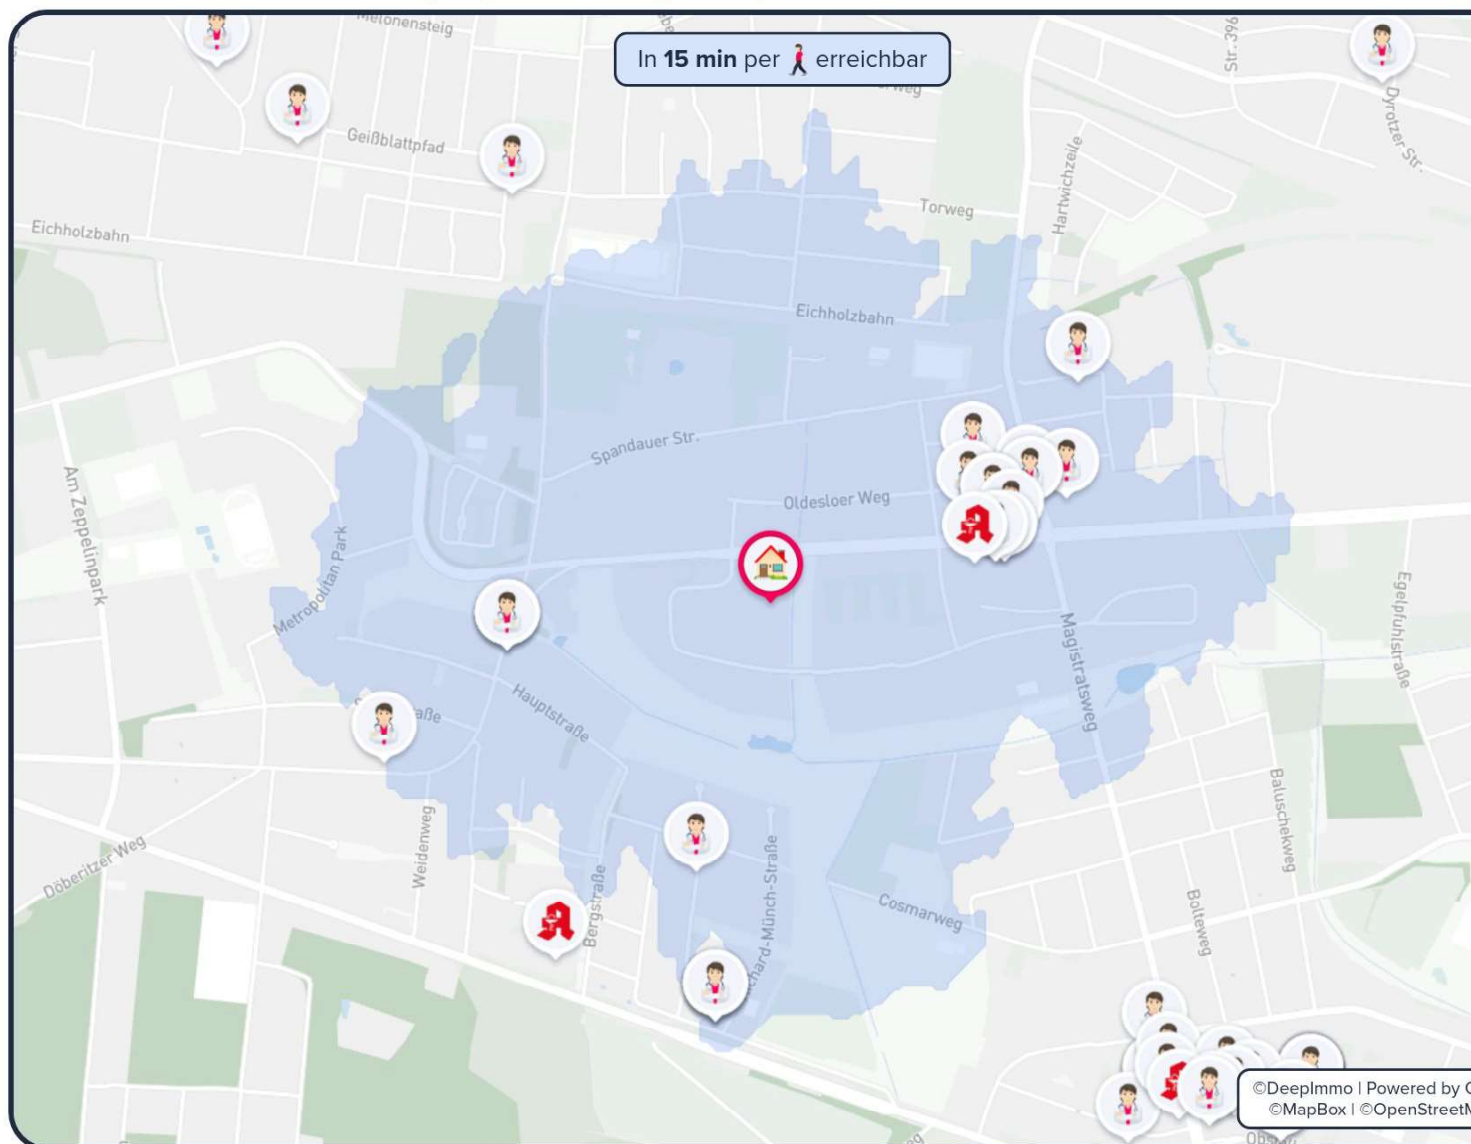 Melonensteig
In 15 min per erreichbar
Str. 396
Dyrotzer Str.
Geißblattpfad
Hartwichzeile
Torweg
Eichholzbahn
Eichholzbahn
Spandauer Str.
Am Zeppelinpark
Oldesloer Weg
Metropolitan Park
Egelpfuhlstraße
Magistratsweg
Hauptstraße
Baluschekweg
Weidenweg
Döberitzer Weg
Bergstraße
Cosmarweg
Bolteweg
©DeepImmo | Powered by
©MapBox | ©OpenStreetM